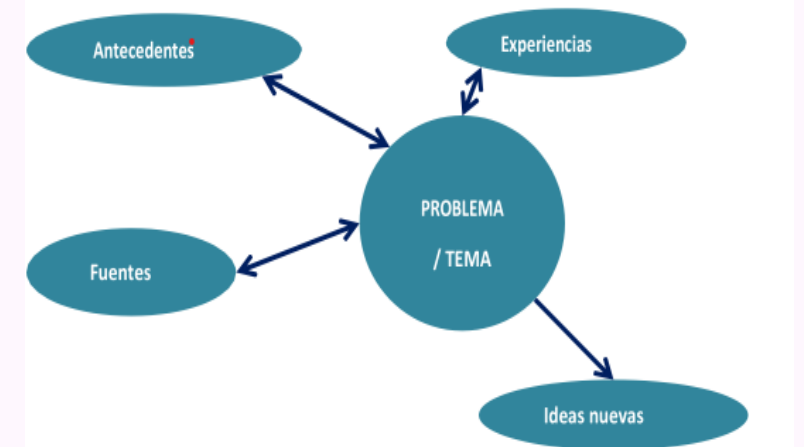 Antecedentes
Experiencias
PROBLEMA
/ TEMA
Fuentes
Ideas nuevas